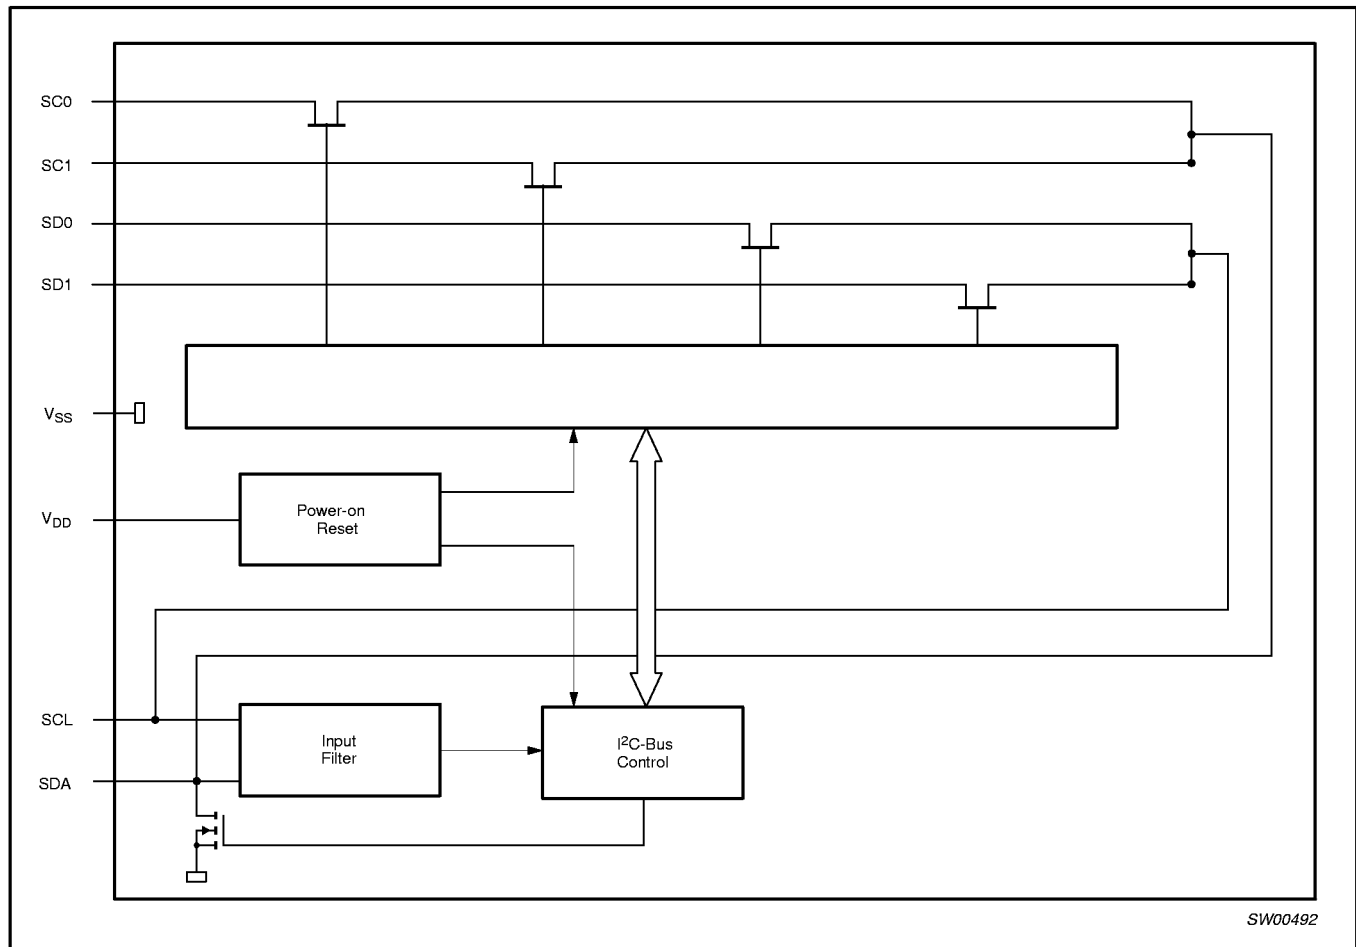 SC0
SC1
SD0
SD1
VSS
VDD
Power-on
Reset
SCL
SDA
Input
Filter
I²C-Bus
Control
SW00492